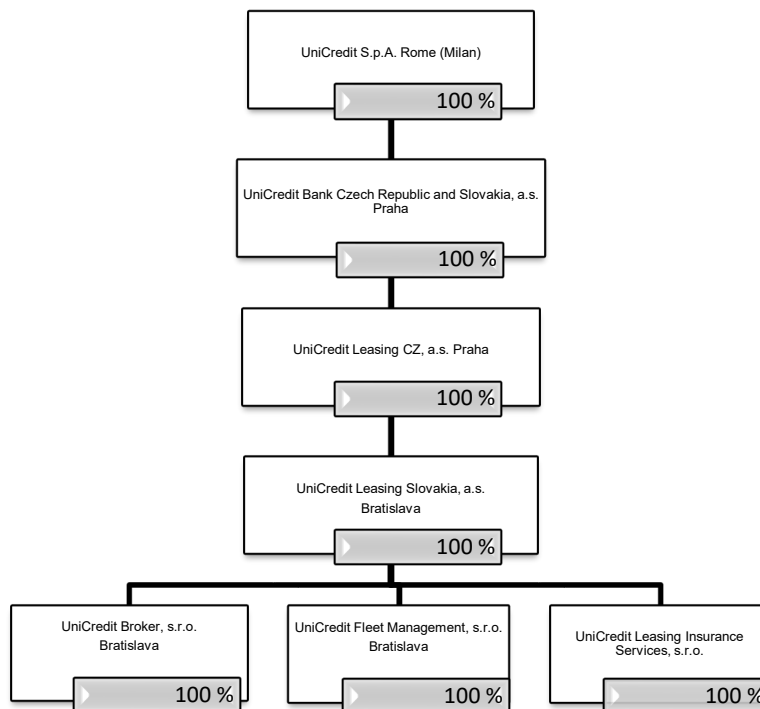 UniCredit S.p.A. Rome (Milan)
100 %
UniCredit Bank Czech Republic and Slovakia, a.s.
Praha
100 %
UniCredit Leasing CZ, a.s. Praha
100 %
UniCredit Leasing Slovakia, a.s.
Bratislava
100 %
UniCredit Broker, s.r.o.
Bratislava
100 %
UniCredit Fleet Management, s.r.o.
Bratislava
100 %
UniCredit Leasing Insurance
Services, s.r.o.
100 %